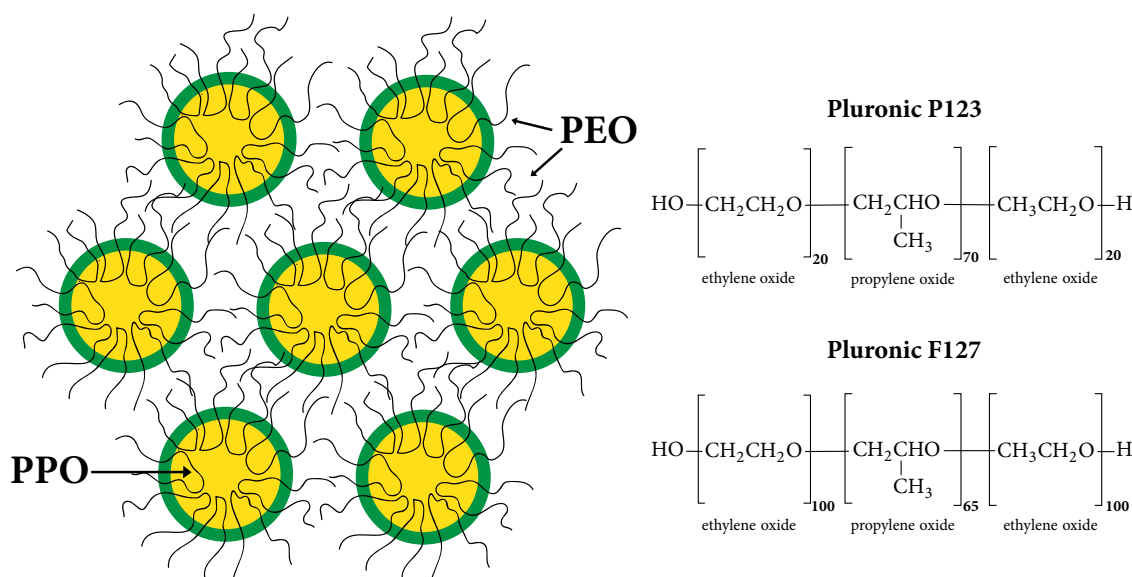 PEO
PPO
Pluronic P123
HO CH₂CH₂O CH₂CHO CH₃CH₂O H
CH₃
20 70 20
ethylene oxide propylene oxide ethylene oxide
Pluronic F127
HO CH₂CH₂O CH₂CHO CH₃CH₂O H
CH₃
100 65 100
ethylene oxide propylene oxide ethylene oxide